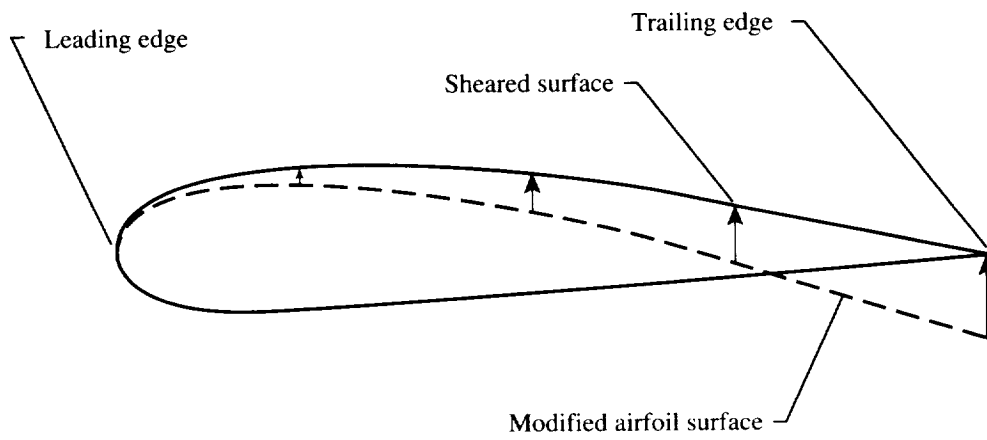 Trailing edge
Leading edge
Sheared surface
Modified airfoil surface